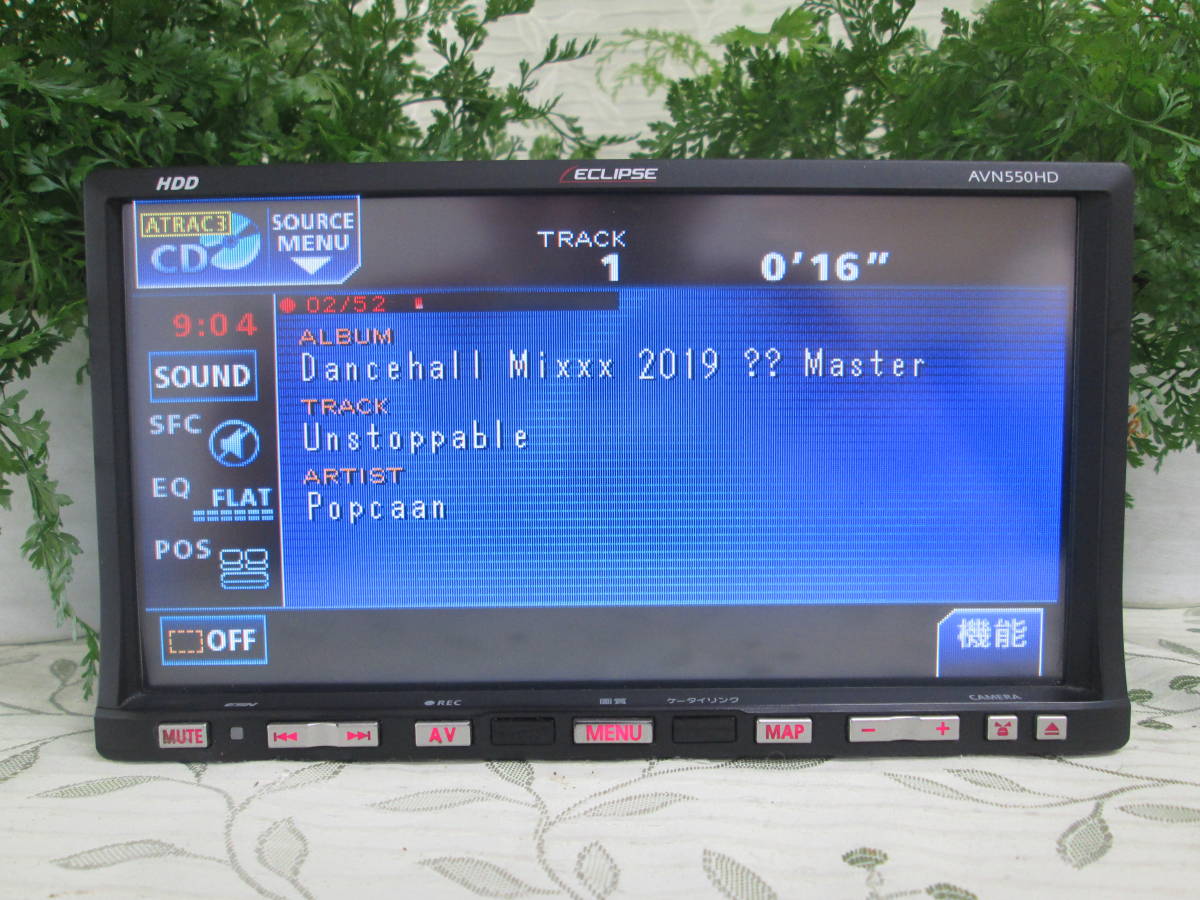 HDD
ECLIPSE
AVN550HD
ATRAC3
CD
SOURCE
MENU
TRACK
1
0'16"
9:04
02/52
ALBUM
Dancehall Mixxx 2019 ?? Master
SOUND
TRACK
Unstoppable
SFC
ARTIST
Popcaan
EQ
FLAT
POS
OFF
機能
ESN
●REC
画質
ケータイリンク
CAMERA
MUTE
AV
MENU
MAP
− +